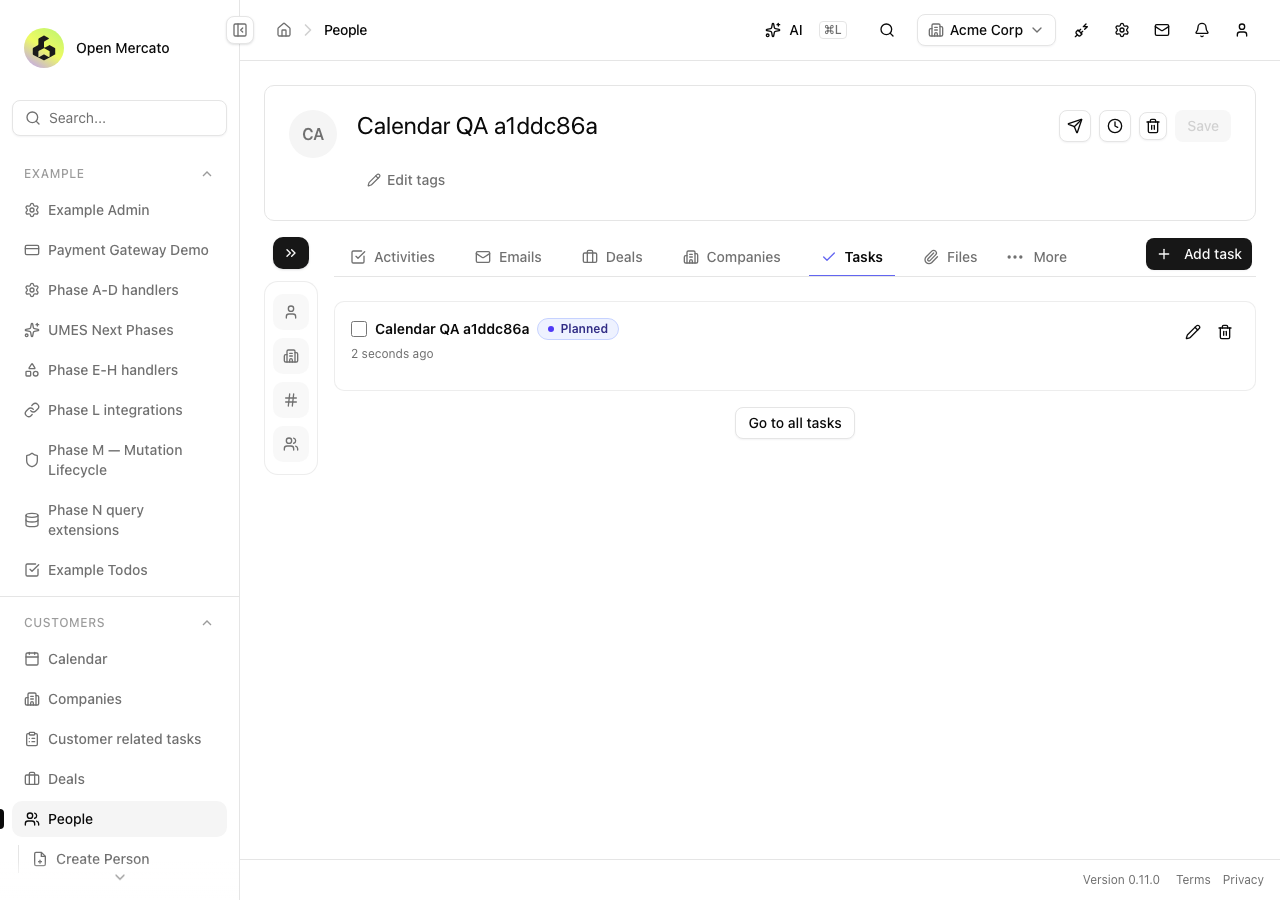 Open Mercato
Search...
EXAMPLE
Example Admin
Payment Gateway Demo
Phase A-D handlers
UMES Next Phases
Phase E-H handlers
Phase L integrations
Phase M — Mutation
Lifecycle
Phase N query
extensions
Example Todos
CUSTOMERS
Calendar
Companies
Customer related tasks
Deals
People
Create Person
People
AI ⌘L
Acme Corp
CA
Calendar QA a1ddc86a
Save
Edit tags
Activities
Emails
Deals
Companies
Tasks
Files
More
Add task
Calendar QA a1ddc86a
Planned
2 seconds ago
Go to all tasks
Version 0.11.0
Terms
Privacy